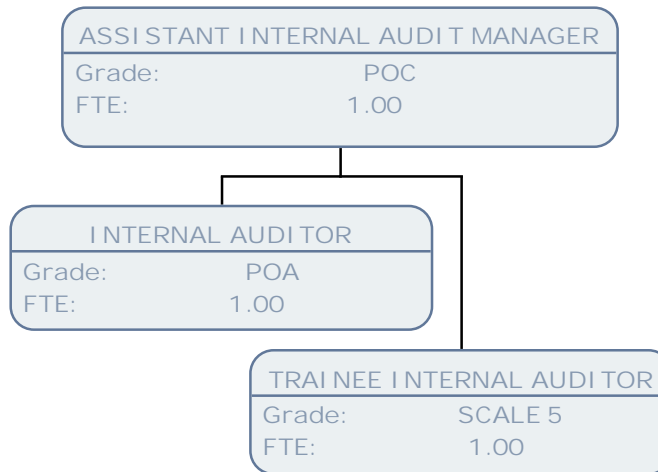 ASSISTANT INTERNAL AUDIT MANAGER
Grade: POC
FTE: 1.00
INTERNAL AUDITOR
Grade: POA
FTE: 1.00
TRAINEE INTERNAL AUDITOR
Grade: SCALE 5
FTE: 1.00